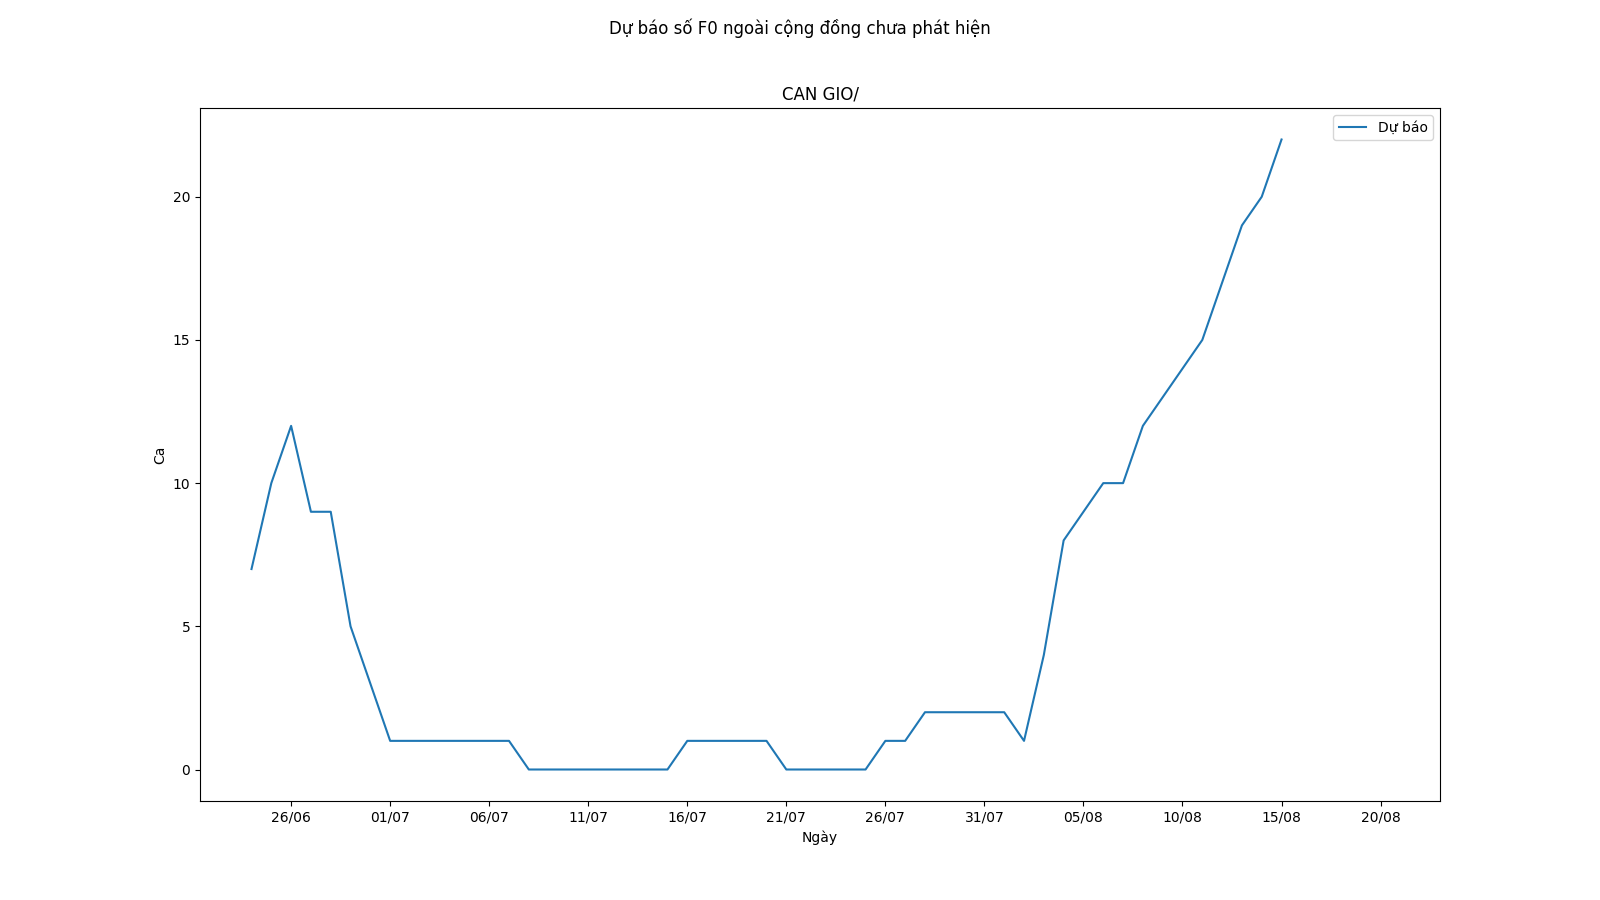 Dự báo số F0 ngoài cộng đồng chưa phát hiện
CAN GIO/
Dự báo
20
15
10
5
0
Ca
26/06 01/07 06/07 11/07 16/07 21/07 26/07 31/07 05/08 10/08 15/08 20/08
Ngày